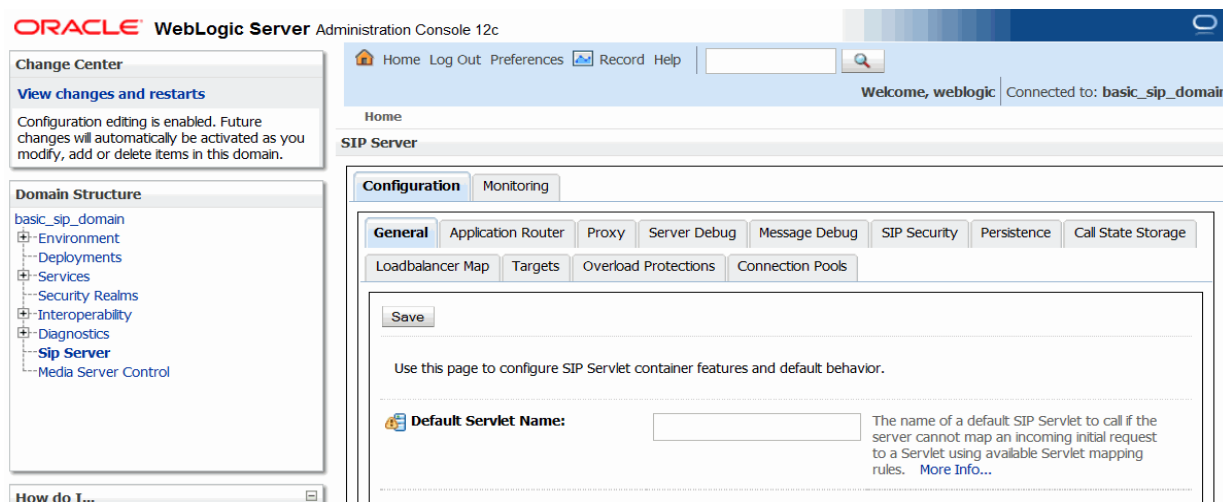 ORACLE WebLogic Server Administration Console 12c
Change Center
View changes and restarts
Configuration editing is enabled. Future
changes will automatically be activated as you
modify, add or delete items in this domain.
Domain Structure
basic_sip_domain
Environment
Deployments
Services
Security Realms
Interoperability
Diagnostics
Sip Server
Media Server Control
How do I...
Home Log Out Preferences Record Help
Welcome, weblogic Connected to: basic_sip_domain
Home
SIP Server
Configuration Monitoring
General Application Router Proxy Server Debug Message Debug SIP Security Persistence Call State Storage
Loadbalancer Map Targets Overload Protections Connection Pools
Save
Use this page to configure SIP Servlet container features and default behavior.
Default Servlet Name:
The name of a default SIP Servlet to call if the
server cannot map an incoming initial request
to a Servlet using available Servlet mapping
rules. More Info...